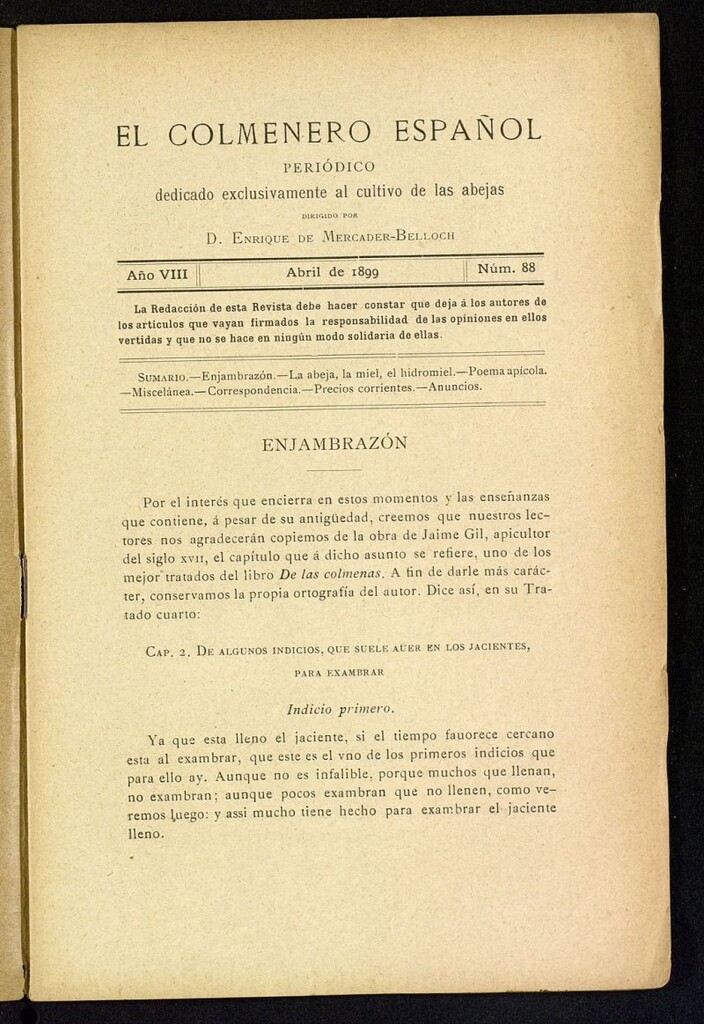 EL COLMENERO ESPAÑOL
PERIÓDICO
dedicado exclusivamente al cultivo de las abejas
DIRIGIDO POR
D. ENRIQUE DE MERCADER-BELLOCH
Año VIII Abril de 1899 Núm. 88
La Redacción de esta Revista debe hacer constar que deja á los autores de
los artículos que vayan firmados la responsabilidad de las opiniones en ellos
vertidas y que no se hace en ningún modo solidaria de ellas.
SUMARIO.—Enjambrazón.—La abeja, la miel, el hidromiel.—Poema apícola.
—Miscelánea.—Correspondencia.—Precios corrientes.—Anuncios.
ENJAMBRAZÓN
Por el interés que encierra en estos momentos y las enseñanzas
que contiene, á pesar de su antigüedad, creemos que nuestros lec-
tores nos agradecerán copiemos de la obra de Jaime Gil, apicultor
del siglo XVII, el capítulo que á dicho asunto se refiere, uno de los
mejor tratados del libro De las colmenas. A fin de darle más carác-
ter, conservamos la propia ortografía del autor. Dice así, en su Tra-
tado cuarto:
CAP. 2. DE ALGUNOS INDICIOS, QUE SUELE AUER EN LOS JACIENTES,
PARA EXAMBRAR
Indicio primero.
Ya que esta lleno el jaciente, si el tiempo fauorece cercano
esta al exambrar, que este es el vno de los primeros indicios que
para ello ay. Aunque no es infalible, porque muchos que llenan,
no exambran; aunque pocos exambran que no llenen, como ve-
remos luego: y assi mucho tiene hecho para exambrar el jaciente
lleno.